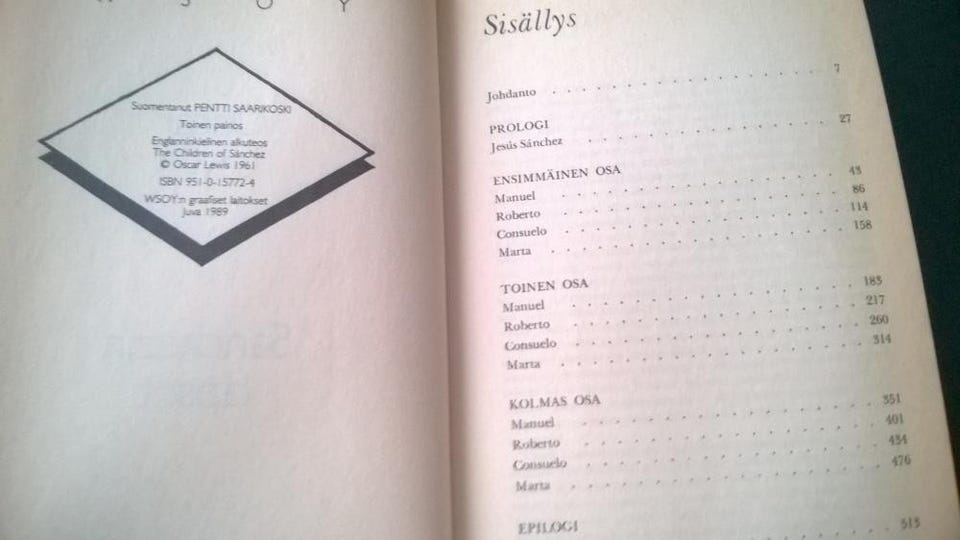 Suomentanut PENTTI SAARIKOSKI
Toinen painos
Englanninkielinen alkuteos
The Children of Sánchez
© Oscar Lewis 1961
ISBN 951-0-15772-4
WSOY:n graafiset laitokset
Juva 1989
Sisällys
Johdanto 7
PROLOGI
Jesús Sánchez 27
ENSIMMÄINEN OSA
Manuel 43
Roberto 86
Consuelo 114
Marta 158
TOINEN OSA
Manuel 183
Roberto 217
Consuelo 260
Marta 314
KOLMAS OSA
Manuel 351
Roberto 401
Consuelo 434
Marta 476
EPILOGI
513